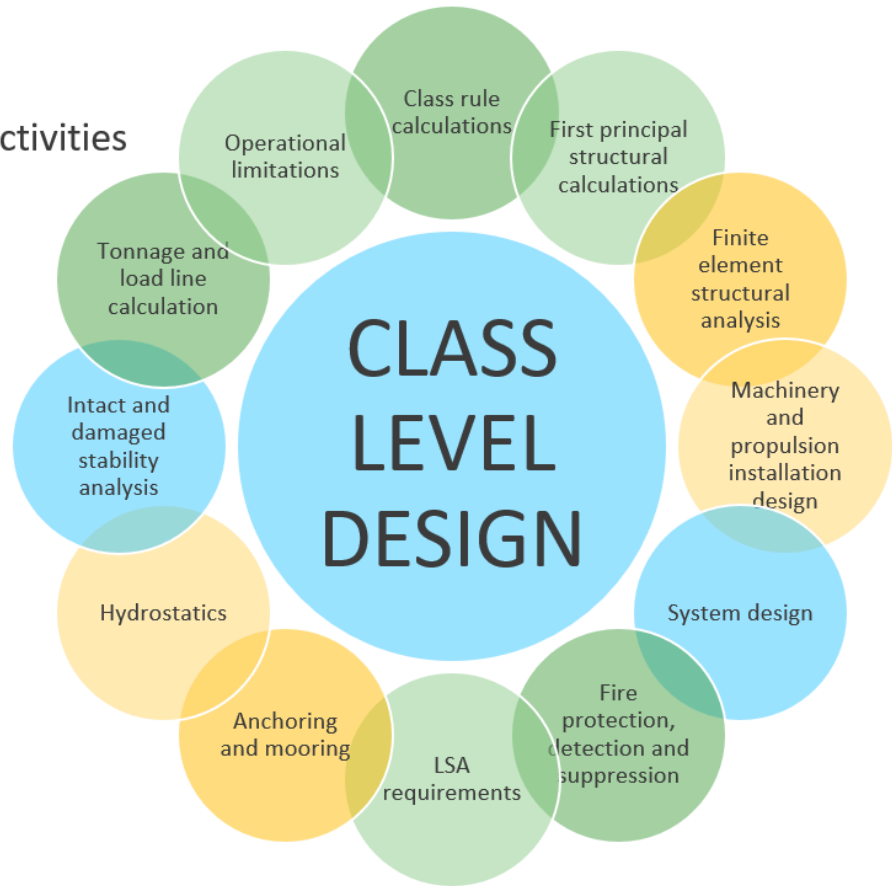 ctivities
Class rule
calculations
First principal
structural
calculations
Finite
element
structural
analysis
Machinery
and
propulsion
installation
design
System design
Fire
protection,
detection and
suppression
LSA
requirements
Anchoring
and mooring
Hydrostatics
Intact and
damaged
stability
analysis
Tonnage and
load line
calculation
Operational
limitations
CLASS
LEVEL
DESIGN